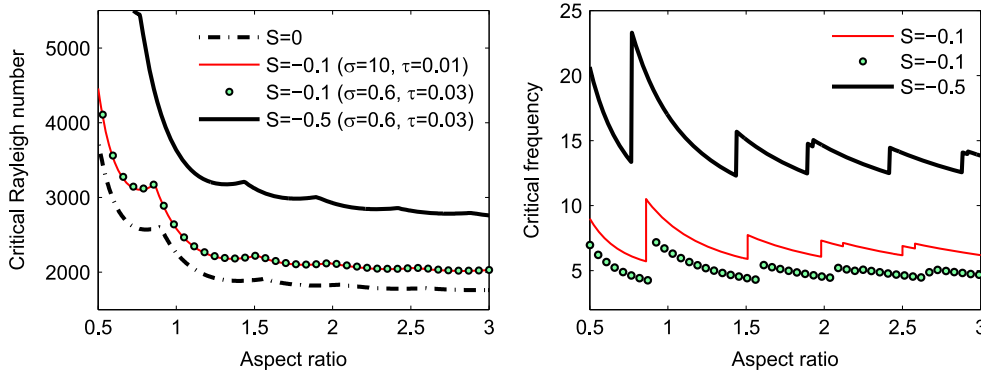 Critical Rayleigh number
5000
4000
3000
2000
S=0
S=−0.1 (σ=10, τ=0.01)
S=−0.1 (σ=0.6, τ=0.03)
S=−0.5 (σ=0.6, τ=0.03)
0.5 1 1.5 2 2.5 3
Aspect ratio
Critical frequency
25
20
15
10
5
S=−0.1
S=−0.1
S=−0.5
0.5 1 1.5 2 2.5 3
Aspect ratio